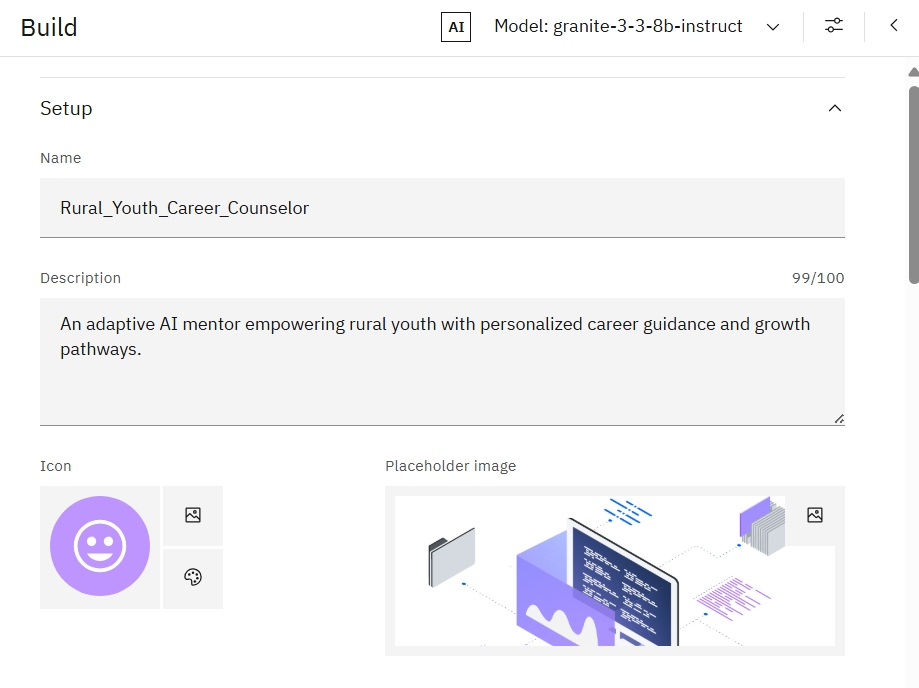 Build
AI Model: granite-3-3-8b-instruct
Setup
Name
Rural_Youth_Career_Counselor
Description 99/100
An adaptive AI mentor empowering rural youth with personalized career guidance and growth
pathways.
Icon
Placeholder image